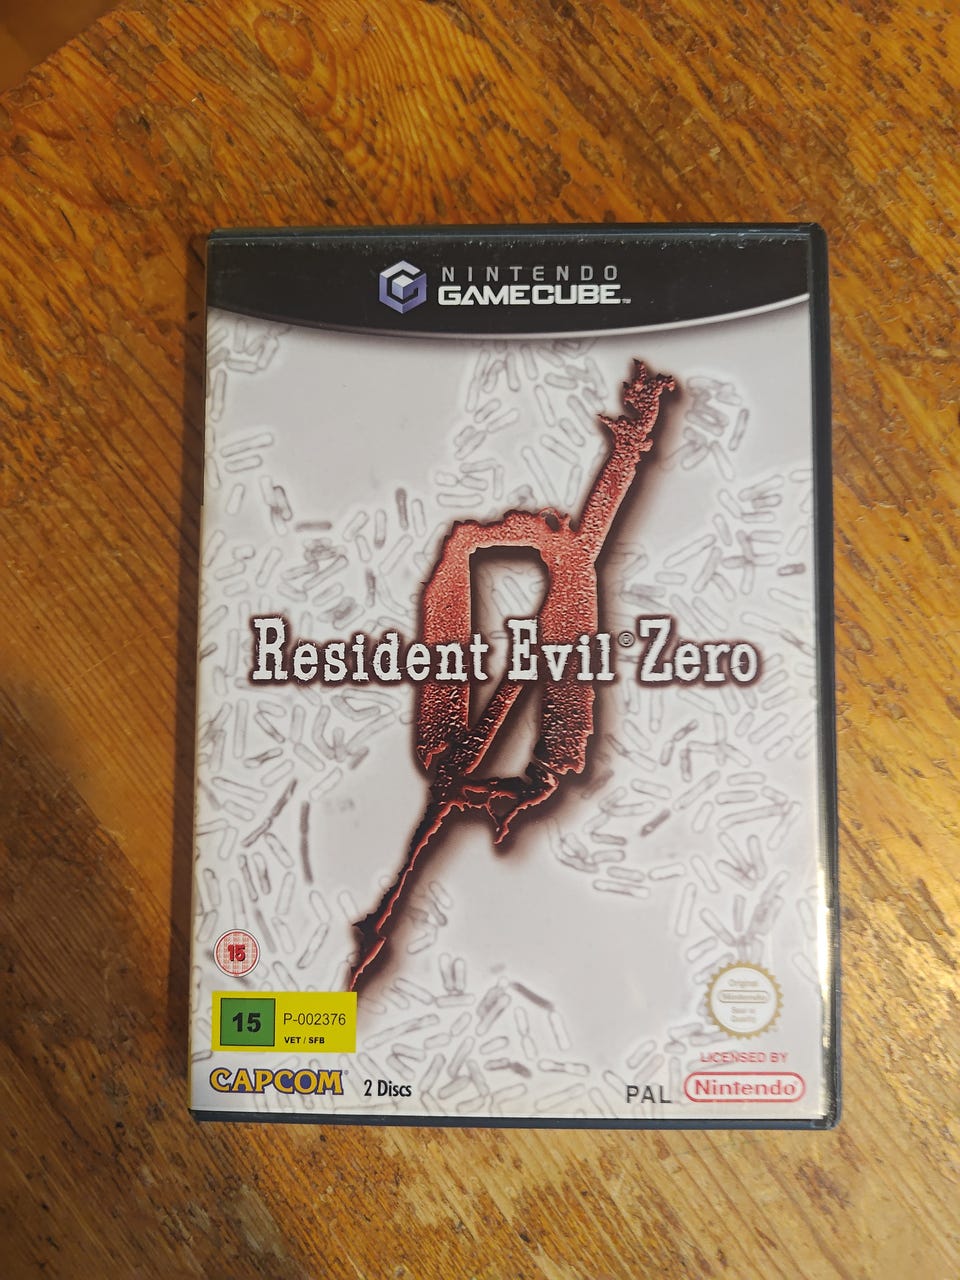 NINTENDO
GAMECUBE™
Resident Evil® Zero
15
15 P-002376
VET / SFB
CAPCOM®
2 Discs
Original
Nintendo
Seal of
Quality
LICENSED BY
Nintendo®
PAL